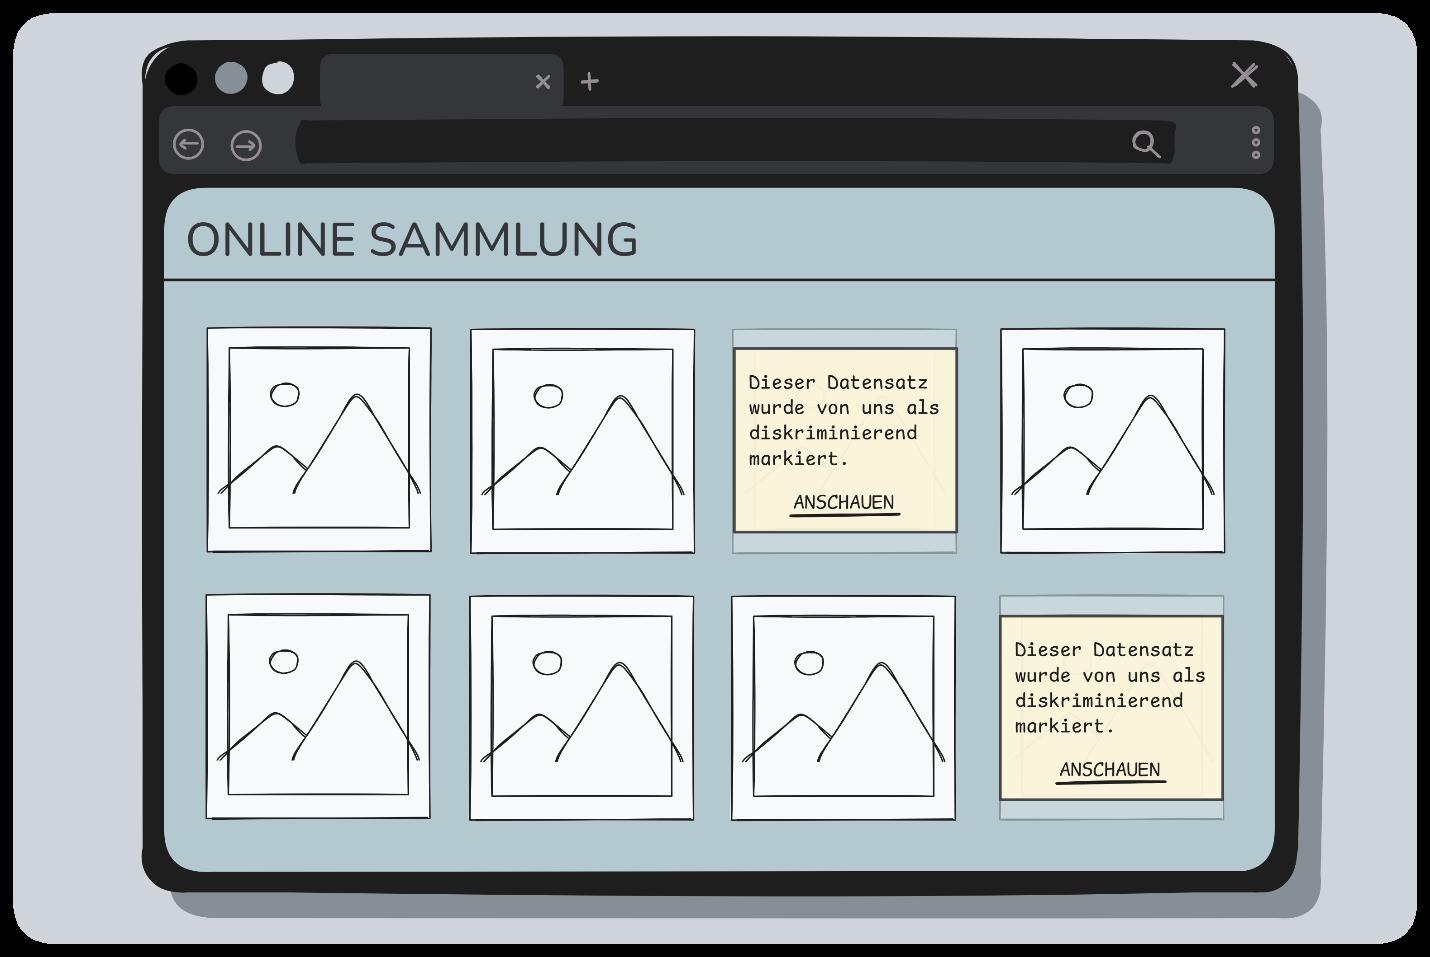 ONLINE SAMMLUNG
Dieser Datensatz
wurde von uns als
diskriminierend
markiert.
ANSCHAUEN
Dieser Datensatz
wurde von uns als
diskriminierend
markiert.
ANSCHAUEN